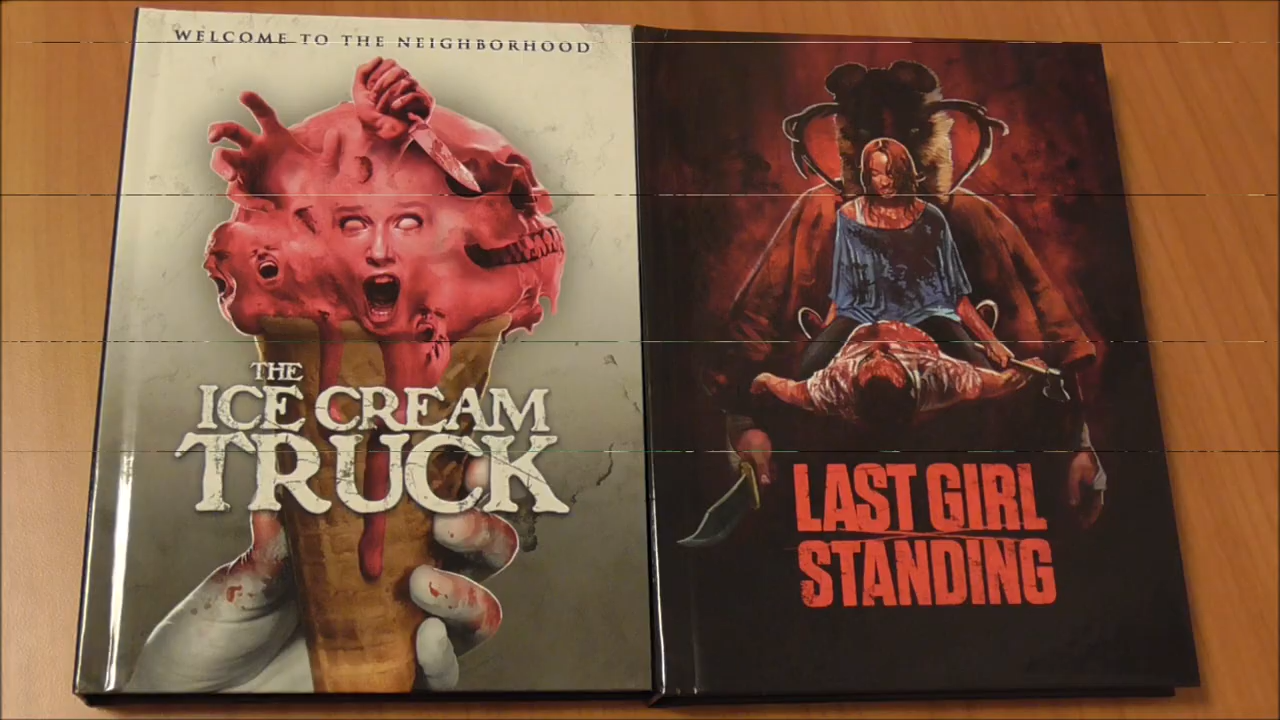 WELCOME TO THE NEIGHBORHOOD
THE
ICE CREAM
TRUCK
LAST GIRL
STANDING